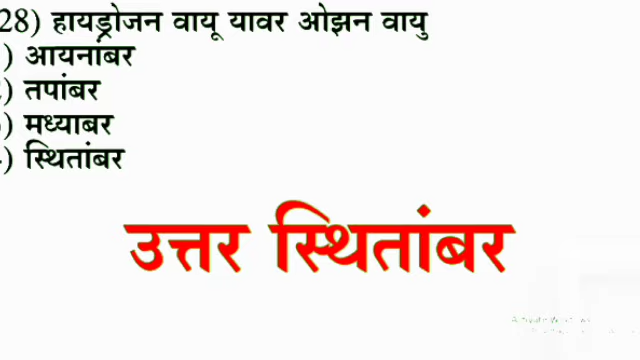 28) हायड्रोजन वायू यावर ओझन वायु
) आयनांबर
) तपांबर
) मध्याबर
) स्थितांबर
उत्तर स्थितांबर